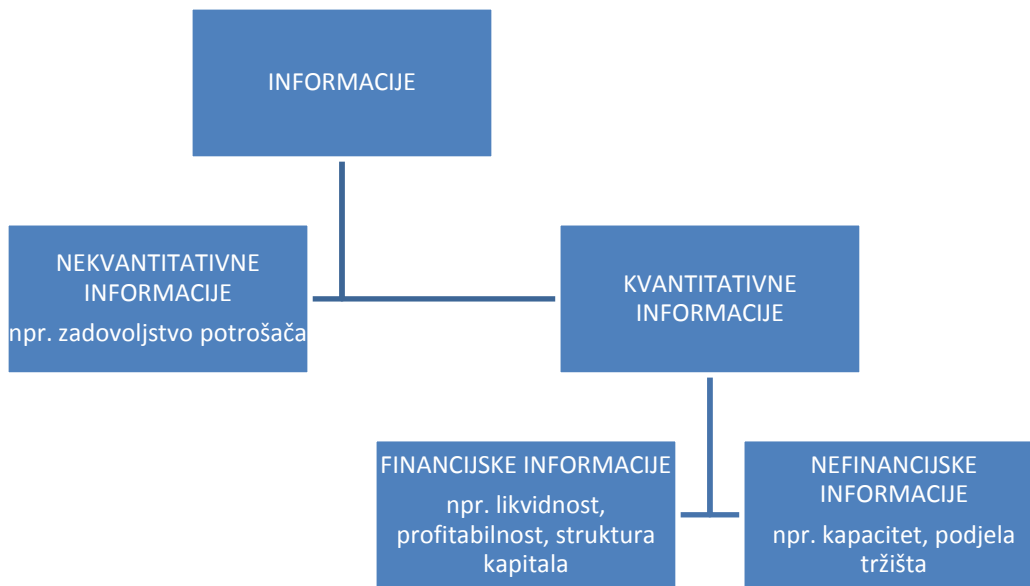 INFORMACIJE
NEKVANTITATIVNE
INFORMACIJE
npr. zadovoljstvo potrošača
KVANTITATIVNE
INFORMACIJE
FINANCIJSKE INFORMACIJE
npr. likvidnost,
profitabilnost, struktura
kapitala
NEFINANCIJSKE
INFORMACIJE
npr. kapacitet, podjela
tržišta